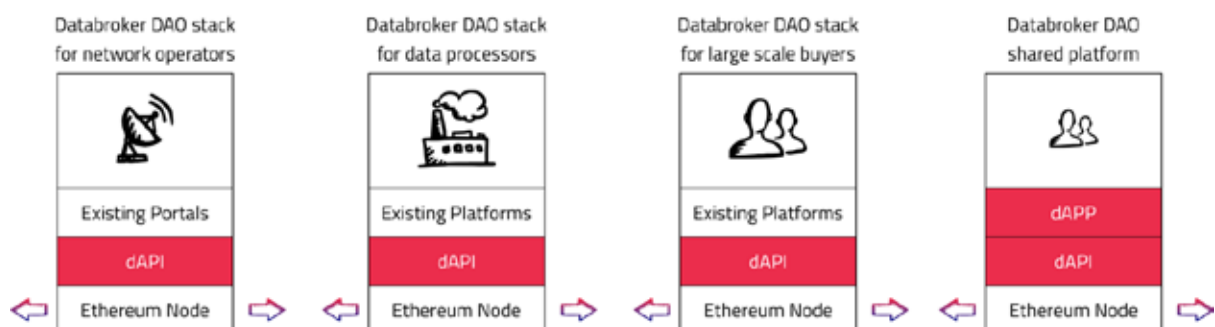 Databroker DAO stack
for network operators
Existing Portals
dAPI
Ethereum Node
Databroker DAO stack
for data processors
Existing Platforms
dAPI
Ethereum Node
Databroker DAO stack
for large scale buyers
Existing Platforms
dAPI
Ethereum Node
Databroker DAO
shared platform
dAPP
dAPI
Ethereum Node